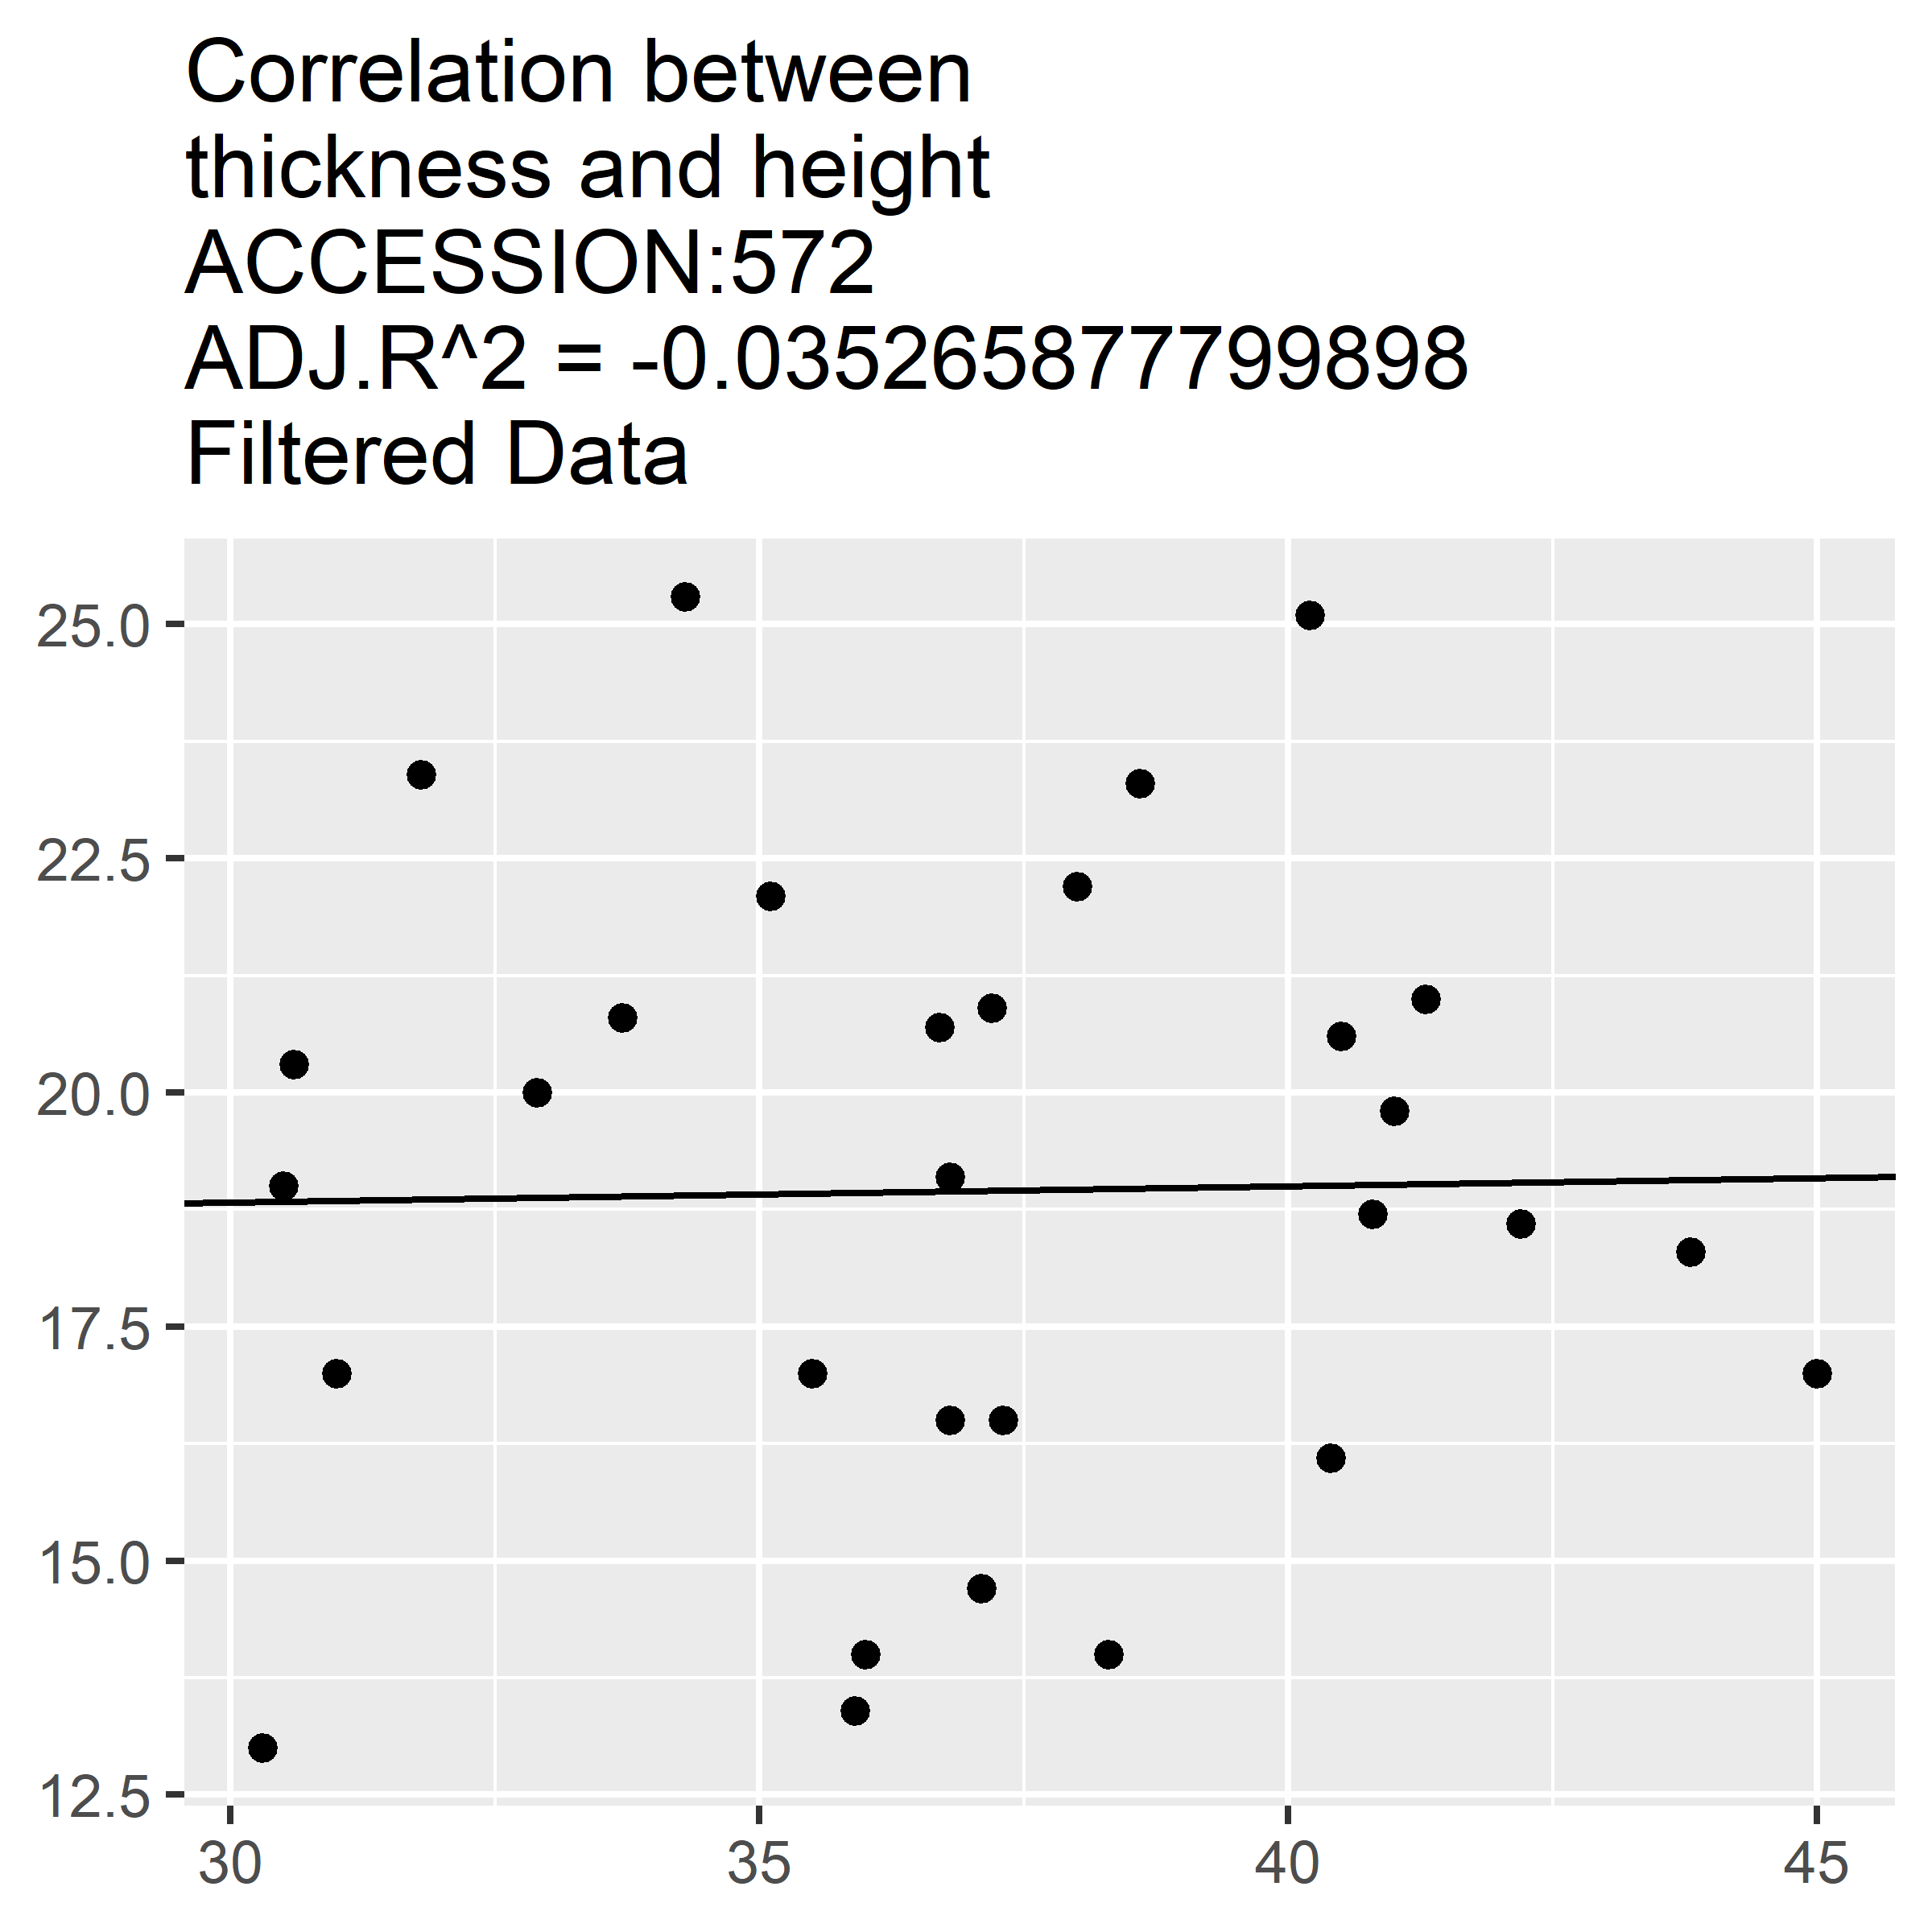 Correlation between
thickness and height
ACCESSION:572
ADJ.R^2 = -0.0352658777799898
Filtered Data
25.0
22.5
20.0
17.5
15.0
12.5
30 35 40 45